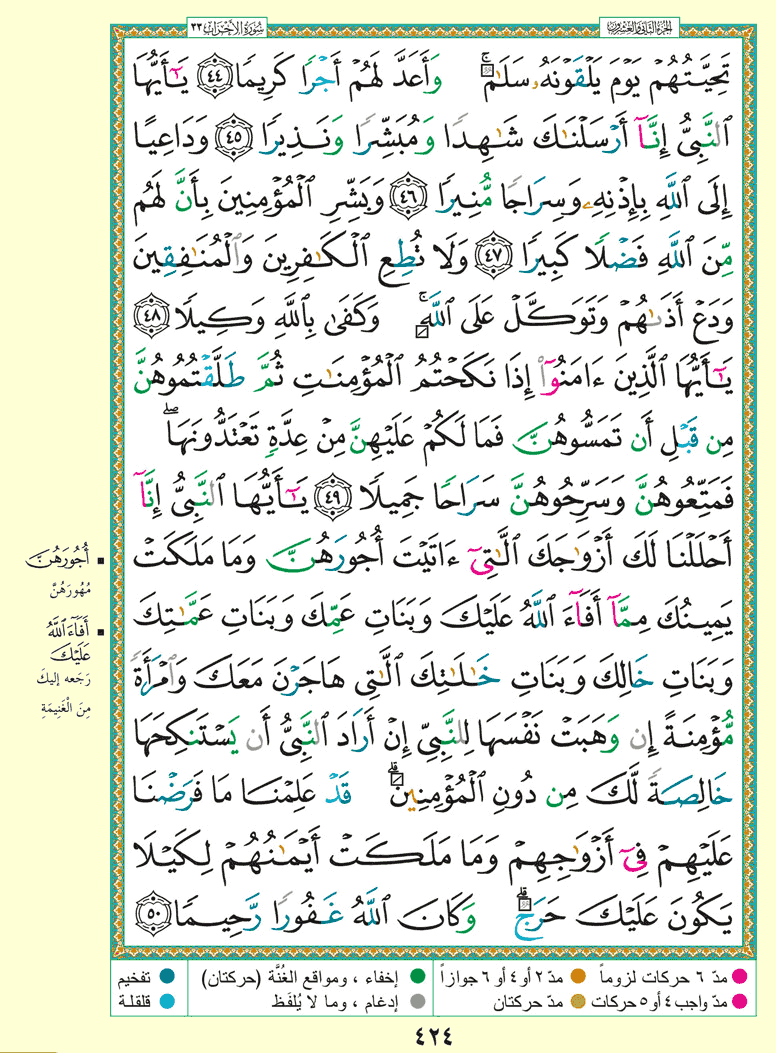 الجزء الثاني والعشرون
سورة الأحزاب ٣٣
تَحِيَّتُهُمْ يَوْمَ يَلْقَوْنَهُۥ سَلَٰمٌ ۚ وَأَعَدَّ لَهُمْ أَجْرًا كَرِيمًا ٤٤ يَٰٓأَيُّهَا
ٱلنَّبِىُّ إِنَّآ أَرْسَلْنَٰكَ شَٰهِدًا وَمُبَشِّرًا وَنَذِيرًا ٤٥ وَدَاعِيًا
إِلَى ٱللَّهِ بِإِذْنِهِۦ وَسِرَاجًا مُّنِيرًا ٤٦ وَبَشِّرِ ٱلْمُؤْمِنِينَ بِأَنَّ لَهُم
مِّنَ ٱللَّهِ فَضْلًا كَبِيرًا ٤٧ وَلَا تُطِعِ ٱلْكَٰفِرِينَ وَٱلْمُنَٰفِقِينَ
وَدَعْ أَذَىٰهُمْ وَتَوَكَّلْ عَلَى ٱللَّهِ ۚ وَكَفَىٰ بِٱللَّهِ وَكِيلًا ٤٨
يَٰٓأَيُّهَا ٱلَّذِينَ ءَامَنُوٓا۟ إِذَا نَكَحْتُمُ ٱلْمُؤْمِنَٰتِ ثُمَّ طَلَّقْتُمُوهُنَّ
مِن قَبْلِ أَن تَمَسُّوهُنَّ فَمَا لَكُمْ عَلَيْهِنَّ مِنْ عِدَّةٍ تَعْتَدُّونَهَا ۖ
فَمَتِّعُوهُنَّ وَسَرِّحُوهُنَّ سَرَاحًا جَمِيلًا ٤٩ يَٰٓأَيُّهَا ٱلنَّبِىُّ إِنَّآ
أَحْلَلْنَا لَكَ أَزْوَٰجَكَ ٱلَّٰتِىٓ ءَاتَيْتَ أُجُورَهُنَّ وَمَا مَلَكَتْ
يَمِينُكَ مِمَّآ أَفَآءَ ٱللَّهُ عَلَيْكَ وَبَنَاتِ عَمِّكَ وَبَنَاتِ عَمَّٰتِكَ
وَبَنَاتِ خَالِكَ وَبَنَاتِ خَٰلَٰتِكَ ٱلَّٰتِى هَاجَرْنَ مَعَكَ وَٱمْرَأَةً
مُّؤْمِنَةً إِن وَهَبَتْ نَفْسَهَا لِلنَّبِىِّ إِنْ أَرَادَ ٱلنَّبِىُّ أَن يَسْتَنكِحَهَا
خَالِصَةً لَّكَ مِن دُونِ ٱلْمُؤْمِنِينَ ۗ قَدْ عَلِمْنَا مَا فَرَضْنَا
عَلَيْهِمْ فِىٓ أَزْوَٰجِهِمْ وَمَا مَلَكَتْ أَيْمَٰنُهُمْ لِكَيْلَا
يَكُونَ عَلَيْكَ حَرَجٌ ۗ وَكَانَ ٱللَّهُ غَفُورًا رَّحِيمًا ٥٠
أُجُورَهُنَّ
مُهُورَهُنَّ
أَفَآءَ ٱللَّهُ
عَلَيْكَ
رَجَعه إليكَ
مِنَ الْغَنِيمَةِ
مدّ ٦ حركات لزوماً
مدّ ٢ أو ٤ أو ٦ جوازاً
إخفاء ، ومواقع الغُنَّة (حركتان)
تفخيم
مدّ واجب ٤ أو ٥ حركات
مدّ حركتان
إدغام ، وما لا يُلفَظ
قلقلة
٤٢٤